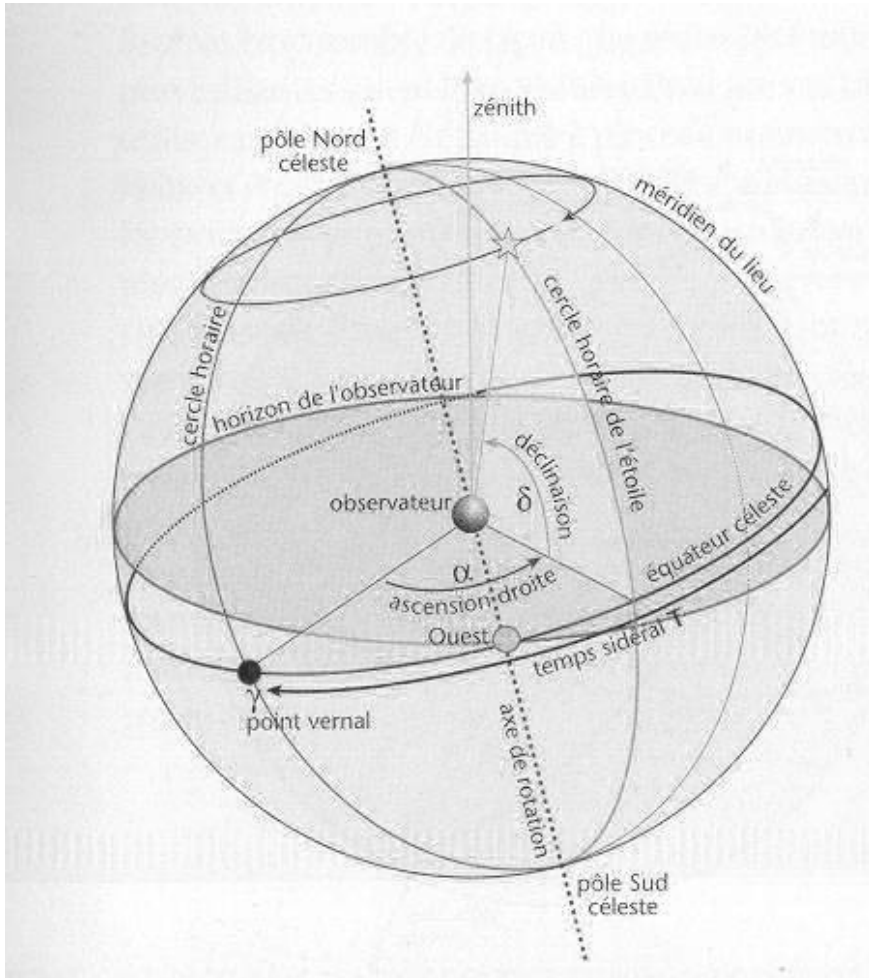 zénith
pôle Nord
céleste
méridien du lieu
cercle horaire
cercle horaire de l'étoile
horizon de l'observateur
déclinaison
δ
observateur
équateur céleste
α
ascension droite
Ouest
temps sidéral T
γ
point vernal
axe de rotation
pôle Sud
céleste